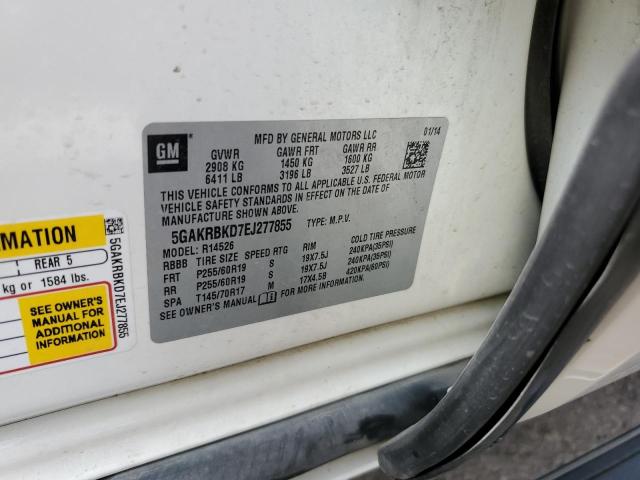 GM
MFD BY GENERAL MOTORS LLC
01/14
GVWR GAWR FRT GAWR RR
2908 KG 1450 KG 1600 KG
6411 LB 3196 LB 3527 LB
THIS VEHICLE CONFORMS TO ALL APPLICABLE U.S. FEDERAL MOTOR
VEHICLE SAFETY STANDARDS IN EFFECT ON THE DATE OF
MANUFACTURE SHOWN ABOVE.
5GAKRBKD7EJ277855 TYPE: M.P.V.
MODEL: R14526
RBBB TIRE SIZE SPEED RTG RIM COLD TIRE PRESSURE
FRT P255/60R19 S 19X7.5J 240KPA(35PSI)
RR P255/60R19 S 19X7.5J 240KPA(35PSI)
SPA T145/70R17 M 17X4.5B 420KPA(60PSI)
SEE OWNER'S MANUAL FOR MORE INFORMATION.
RMATION
REAR 5
kg or 1584 lbs.
SEE OWNER'S
MANUAL FOR
ADDITIONAL
INFORMATION
5GAKRBKD7EJ277855